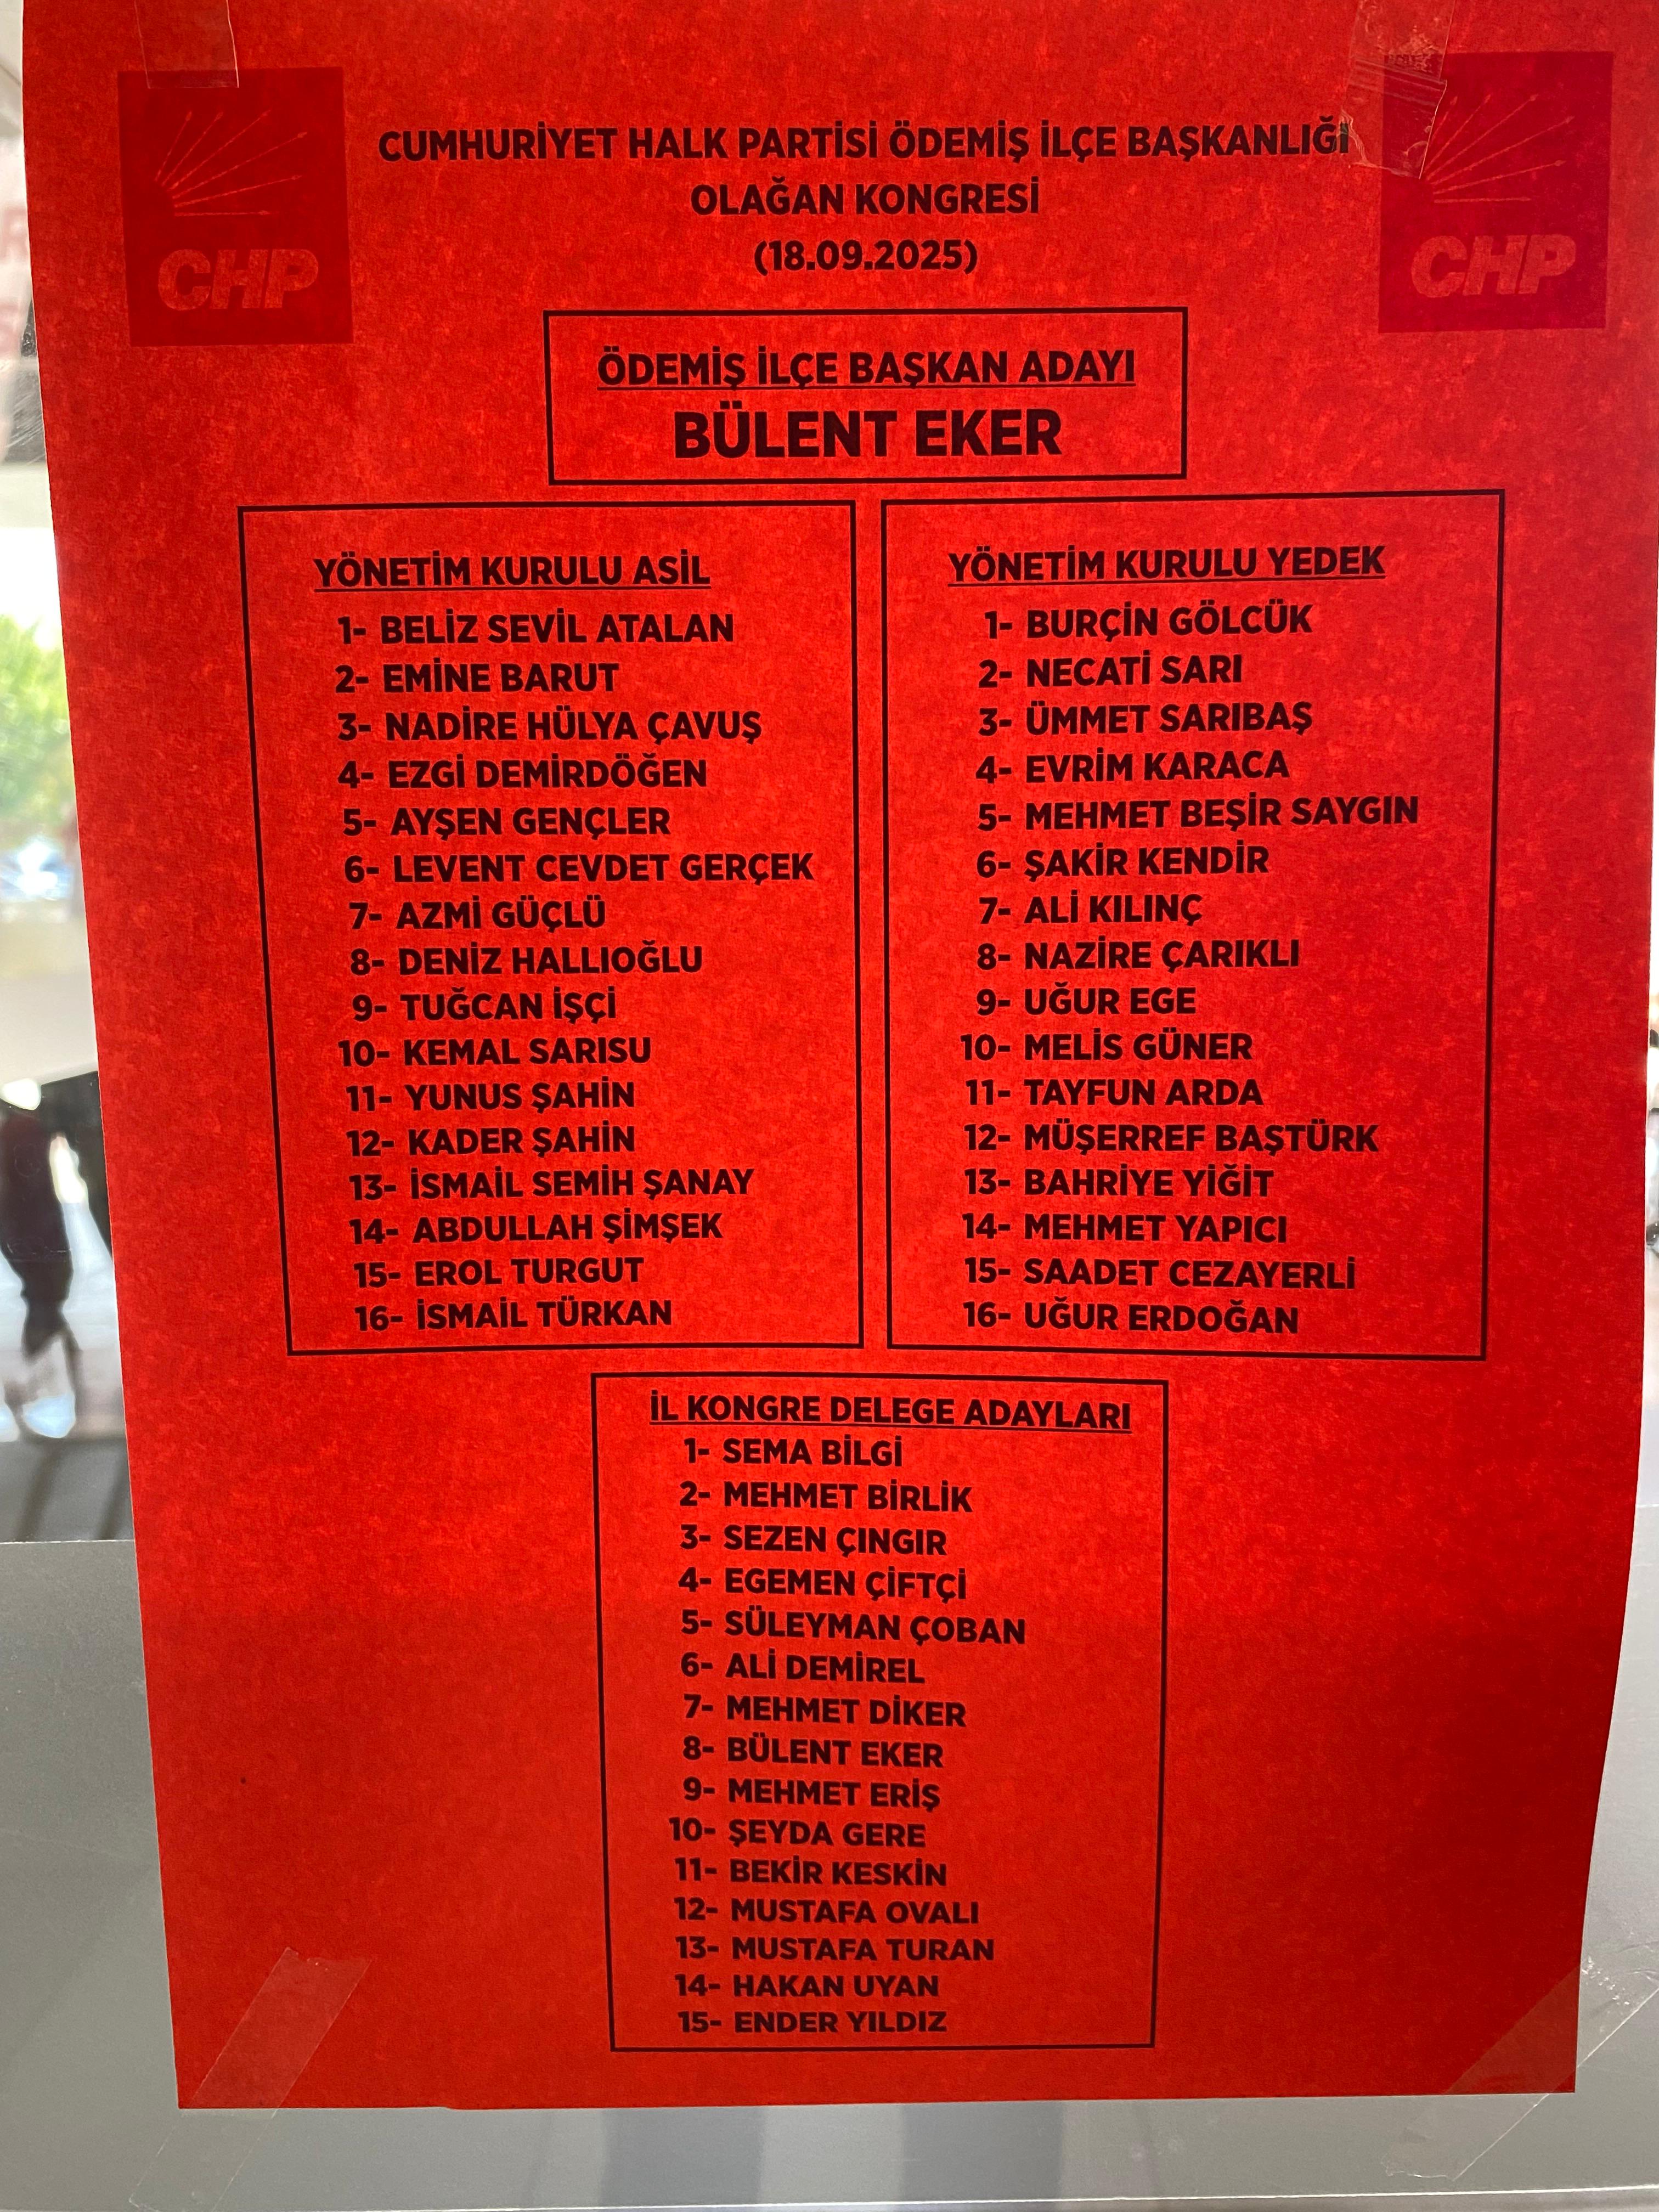 CHP
CHP
CUMHURİYET HALK PARTİSİ ÖDEMİŞ İLÇE BAŞKANLIĞI
OLAĞAN KONGRESİ
(18.09.2025)
ÖDEMİŞ İLÇE BAŞKAN ADAYI
BÜLENT EKER
YÖNETİM KURULU ASİL
1- BELİZ SEVİL ATALAN
2- EMİNE BARUT
3- NADİRE HÜLYA ÇAVUŞ
4- EZGİ DEMİRDÖĞEN
5- AYŞEN GENÇLER
6- LEVENT CEVDET GERÇEK
7- AZMİ GÜÇLÜ
8- DENİZ HALLIOĞLU
9- TUĞCAN İŞÇİ
10- KEMAL SARISU
11- YUNUS ŞAHİN
12- KADER ŞAHİN
13- İSMAİL SEMİH ŞANAY
14- ABDULLAH ŞİMŞEK
15- EROL TURGUT
16- İSMAİL TÜRKAN
YÖNETİM KURULU YEDEK
1- BURÇİN GÖLCÜK
2- NECATİ SARI
3- ÜMMET SARIBAŞ
4- EVRİM KARACA
5- MEHMET BEŞİR SAYGIN
6- ŞAKİR KENDİR
7- ALİ KILINÇ
8- NAZİRE ÇARIKLI
9- UĞUR EGE
10- MELİS GÜNER
11- TAYFUN ARDA
12- MÜŞERREF BAŞTÜRK
13- BAHRİYE YİĞİT
14- MEHMET YAPICI
15- SAADET CEZAYERLİ
16- UĞUR ERDOĞAN
İL KONGRE DELEGE ADAYLARI
1- SEMA BİLGİ
2- MEHMET BİRLİK
3- SEZEN ÇINGIR
4- EGEMEN ÇİFTÇİ
5- SÜLEYMAN ÇOBAN
6- ALİ DEMİREL
7- MEHMET DİKER
8- BÜLENT EKER
9- MEHMET ERİŞ
10- ŞEYDA GERE
11- BEKİR KESKİN
12- MUSTAFA OVALI
13- MUSTAFA TURAN
14- HAKAN UYAN
15- ENDER YILDIZ